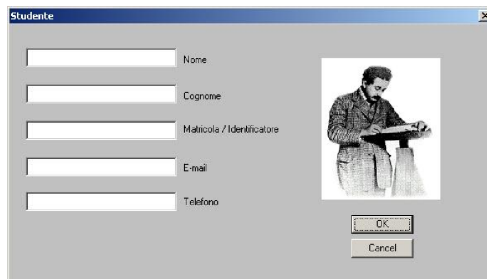 Studente
Nome
Cognome
Matricola / Identificatore
E-mail
Telefono
OK
Cancel